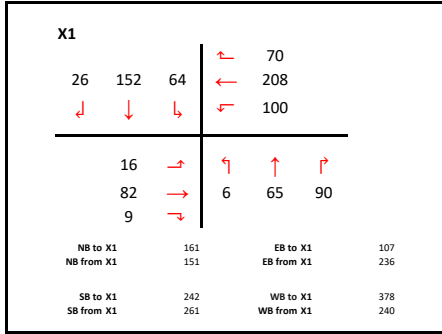 X1
70
26 152 64 208
100
16
82 6 65 90
9
NB to X1 161 EB to X1 107
NB from X1 151 EB from X1 236
SB to X1 242 WB to X1 378
SB from X1 261 WB from X1 240